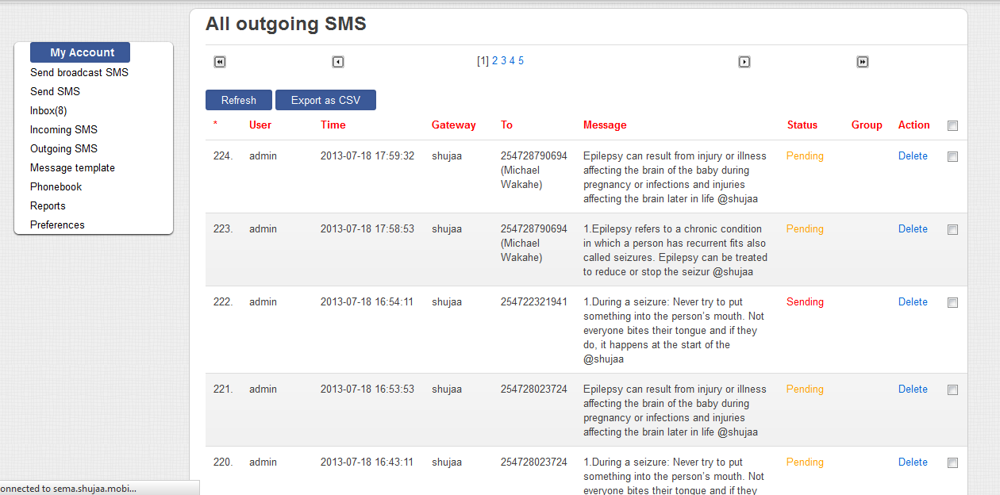 All outgoing SMS
My Account
Send broadcast SMS
Send SMS
Inbox(8)
Incoming SMS
Outgoing SMS
Message template
Phonebook
Reports
Preferences
[1] 2 3 4 5
Refresh Export as CSV
* User Time Gateway To Message Status Group Action
224. admin 2013-07-18 17:59:32 shujaa 254728790694 Epilepsy can result from injury or illness Pending Delete
(Michael affecting the brain of the baby during
Wakahe) pregnancy or infections and injuries
affecting the brain later in life @shujaa
223. admin 2013-07-18 17:58:53 shujaa 254728790694 1.Epilepsy refers to a chronic condition Pending Delete
(Michael in which a person has recurrent fits also
Wakahe) called seizures. Epilepsy can be treated
to reduce or stop the seizur @shujaa
222. admin 2013-07-18 16:54:11 shujaa 254722321941 1.During a seizure: Never try to put Sending Delete
something into the person’s mouth. Not
everyone bites their tongue and if they
do, it happens at the start of the
@shujaa
221. admin 2013-07-18 16:53:53 shujaa 254728023724 Epilepsy can result from injury or illness Pending Delete
affecting the brain of the baby during
pregnancy or infections and injuries
affecting the brain later in life @shujaa
220. admin 2013-07-18 16:43:11 shujaa 254728023724 1.During a seizure: Never try to put Pending Delete
something into the person’s mouth. Not
everyone bites their tongue and if they
onnected to sema.shujaa.mobi...